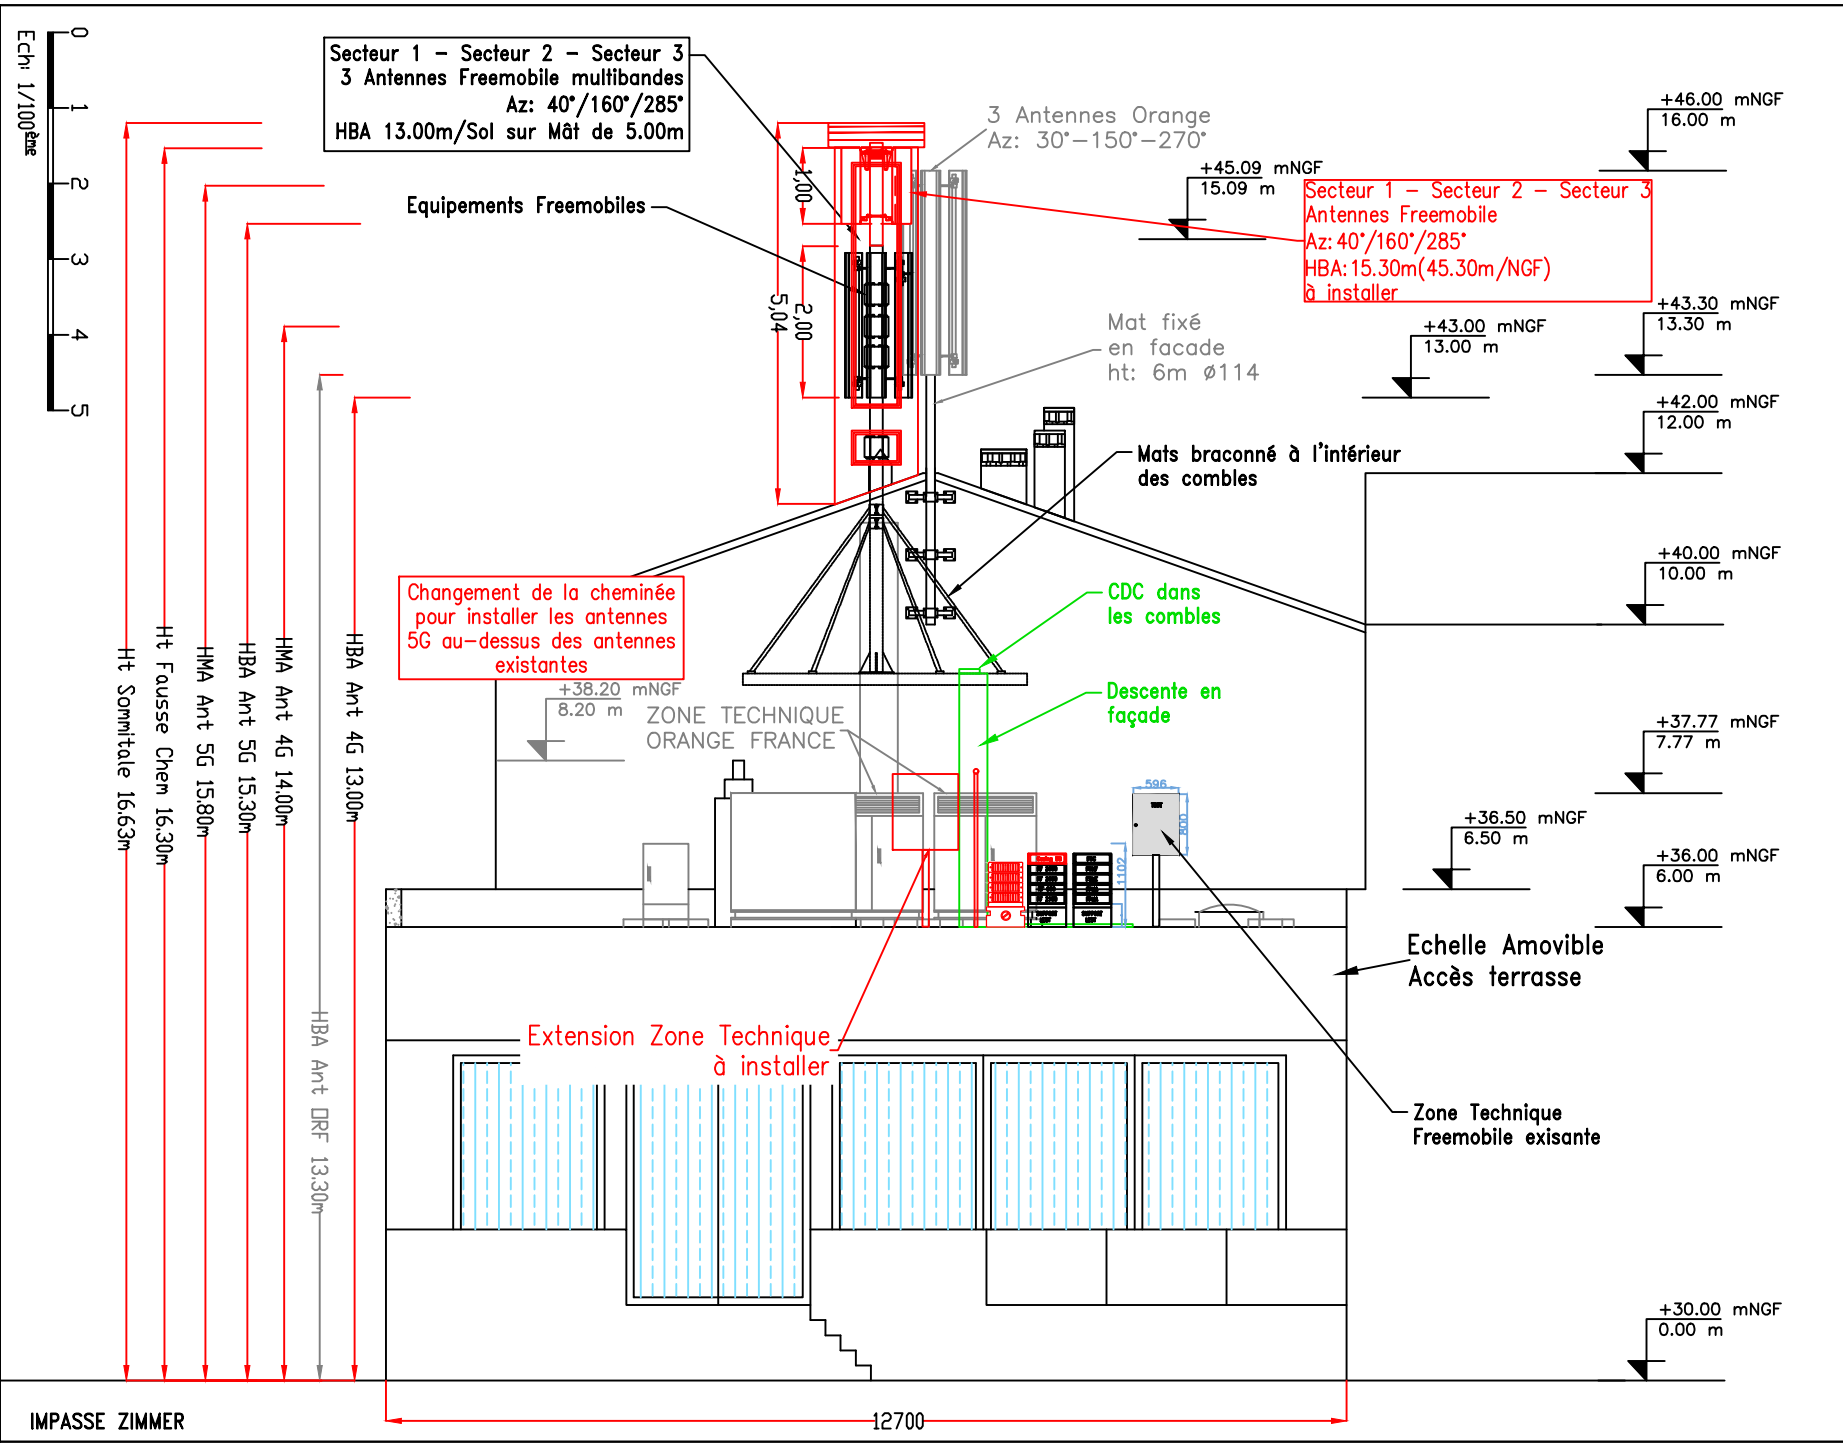 Ech: 1/100ème
0
1
2
3
4
5
Secteur 1 - Secteur 2 - Secteur 3
3 Antennes Freemobile multibandes
Az: 40°/160°/285°
HBA 13.00m/Sol sur Mât de 5.00m
Equipements Freemobiles
3 Antennes Orange
Az: 30°-150°-270°
1,00
2,00
5,04
+46.00 mNGF
16.00 m
+45.09 mNGF
15.09 m
Secteur 1 - Secteur 2 - Secteur 3
Antennes Freemobile
Az: 40°/160°/285°
HBA: 15.30m(45.30m/NGF)
à installer
+43.30 mNGF
13.30 m
+43.00 mNGF
13.00 m
Mat fixé
en facade
ht: 6m ø114
+42.00 mNGF
12.00 m
Mats braconné à l'intérieur
des combles
+40.00 mNGF
10.00 m
Changement de la cheminée
pour installer les antennes
5G au-dessus des antennes
existantes
CDC dans
les combles
Descente en
façade
+38.20 mNGF
8.20 m
ZONE TECHNIQUE
ORANGE FRANCE
+37.77 mNGF
7.77 m
+36.50 mNGF
6.50 m
+36.00 mNGF
6.00 m
596
800
1102
Ht Sommitale 16.63m
Ht Fausse Chem 16.30m
HMA Ant 5G 15.80m
HBA Ant 5G 15.30m
HMA Ant 4G 14.00m
HBA Ant ORF 13.30m
HBA Ant 4G 13.00m
Echelle Amovible
Accès terrasse
Extension Zone Technique
à installer
Zone Technique
Freemobile exisante
+30.00 mNGF
0.00 m
12700
IMPASSE ZIMMER